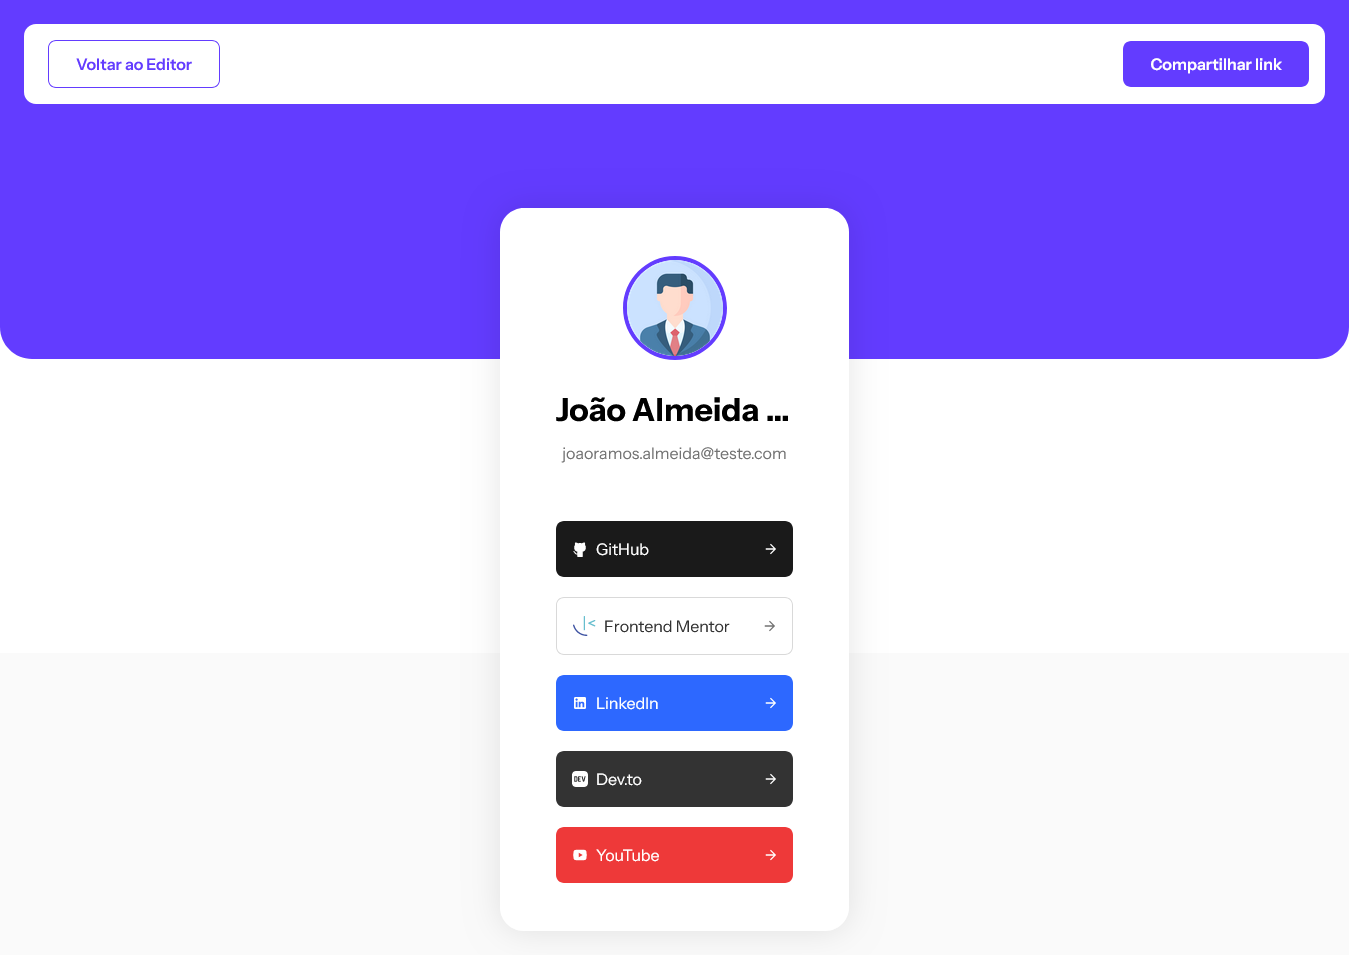 Voltar ao Editor
Compartilhar link
João Almeida ...
joaoramos.almeida@teste.com
GitHub
Frontend Mentor
LinkedIn
DEV Dev.to
YouTube